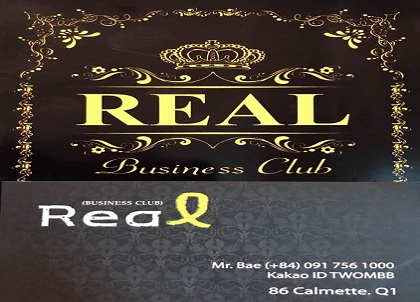 REAL
Business Club
(BUSINESS CLUB)
Real
Mr. Bae (+84) 091 756 1000
Kakao ID TWOMBB
86 Calmette. Q1